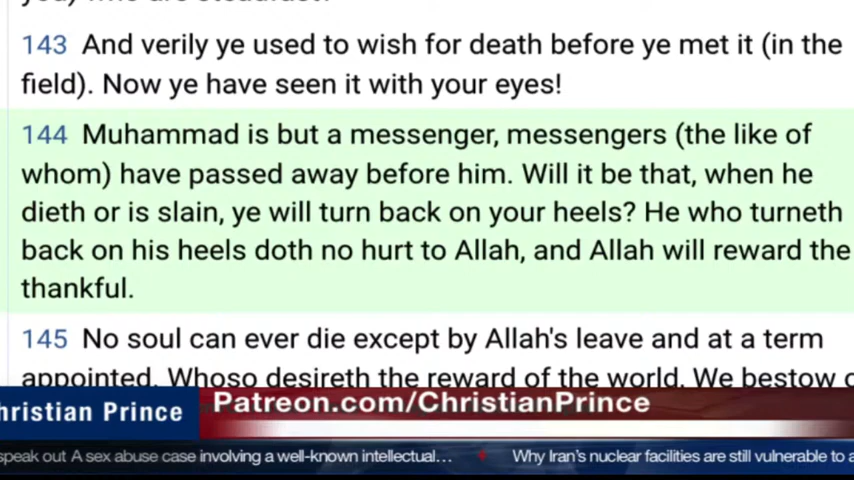 143 And verily ye used to wish for death before ye met it (in the
field). Now ye have seen it with your eyes!
144 Muhammad is but a messenger, messengers (the like of
whom) have passed away before him. Will it be that, when he
dieth or is slain, ye will turn back on your heels? He who turneth
back on his heels doth no hurt to Allah, and Allah will reward the
thankful.
145 No soul can ever die except by Allah's leave and at a term
appointed. Whoso desireth the reward of the world, We bestow
hristian Prince
Patreon.com/ChristianPrince
speak out A sex abuse case involving a well-known intellectual... Why Iran's nuclear facilities are still vulnerable to a